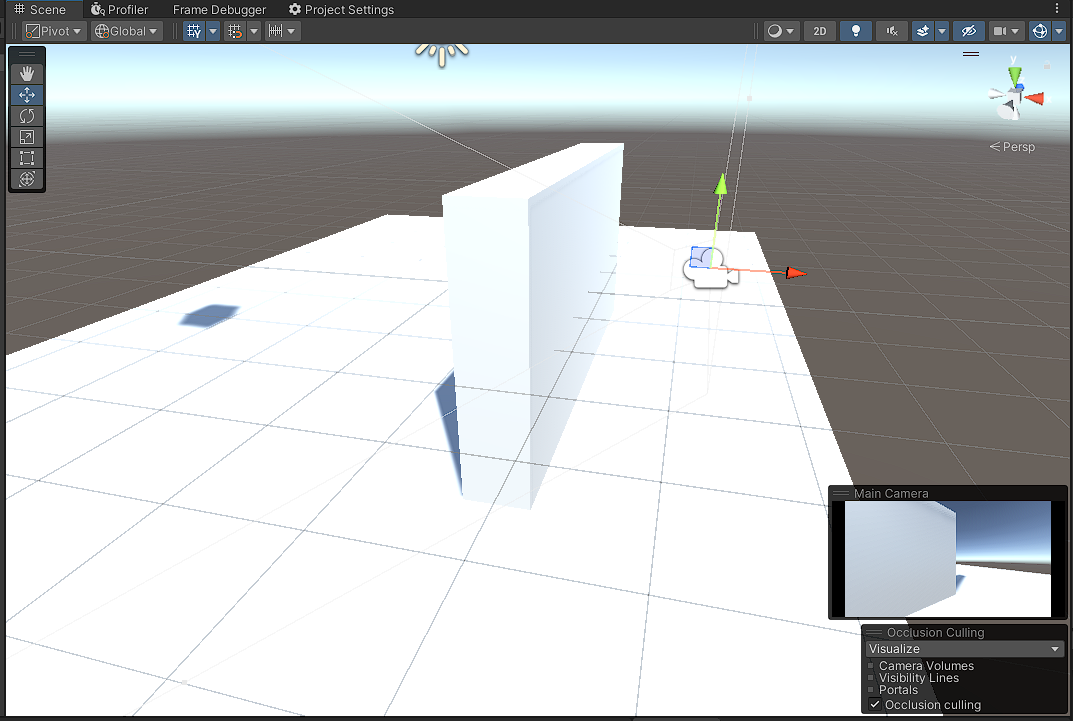 Scene Profiler Frame Debugger Project Settings
Pivot Global 2D
y
Persp
Main Camera
Occlusion Culling
Visualize
Camera Volumes
Visibility Lines
Portals
Occlusion culling